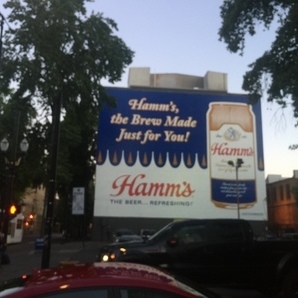 Hamm's,
the Brew Made
Just for You!
Hamm's
Hamm's
THE BEER... REFRESHING!